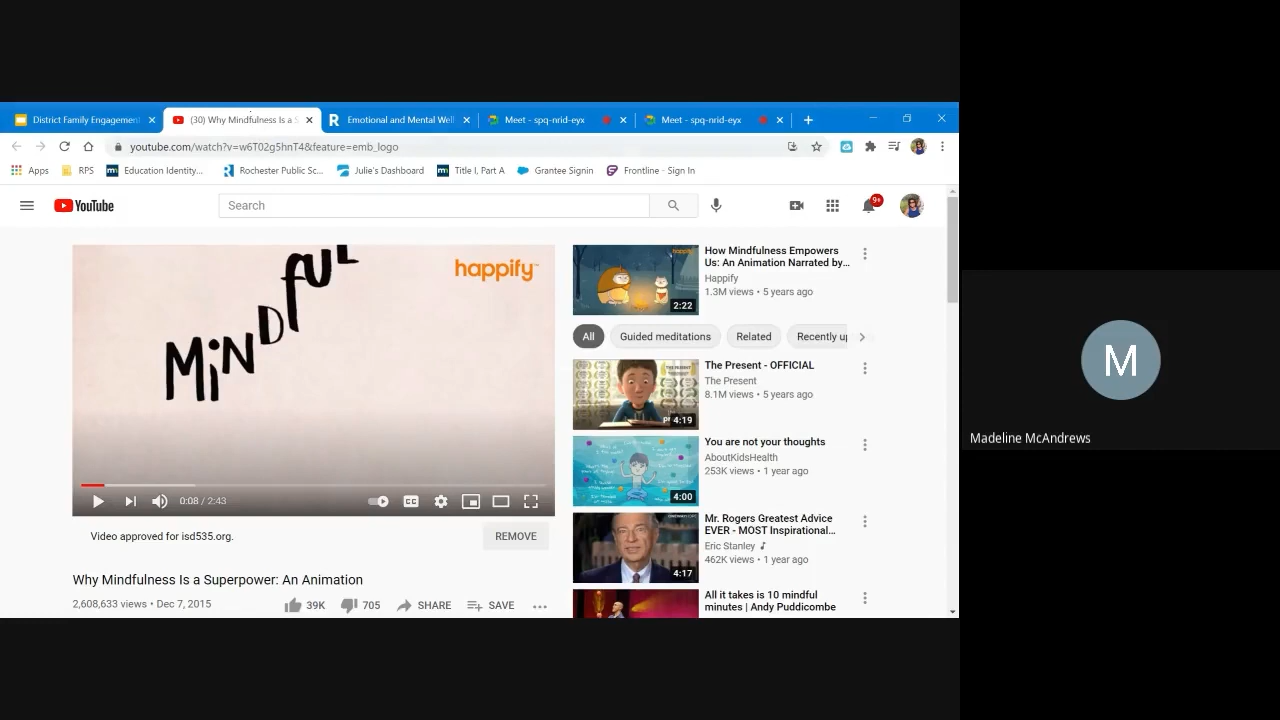 District Family Engagement
(30) Why Mindfulness Is a S
Emotional and Mental Well
Meet - spq-nrid-eyx
Meet - spq-nrid-eyx
youtube.com/watch?v=w6T02g5hnT4&feature=emb_logo
Apps
RPS
Education Identity...
Rochester Public Sc...
Julie's Dashboard
Title I, Part A
Grantee Signin
Frontline - Sign In
YouTube
Search
9+
MiNDfUL
happify
0:08 / 2:43
CC
Video approved for isd535.org.
REMOVE
Why Mindfulness Is a Superpower: An Animation
2,608,633 views • Dec 7, 2015
39K
705
SHARE
SAVE
happify
2:22
How Mindfulness Empowers
Us: An Animation Narrated by...
Happify
1.3M views • 5 years ago
All
Guided meditations
Related
Recently up
4:19
The Present - OFFICIAL
The Present
8.1M views • 5 years ago
4:00
You are not your thoughts
AboutKidsHealth
253K views • 1 year ago
4:17
Mr. Rogers Greatest Advice
EVER - MOST Inspirational...
Eric Stanley
462K views • 1 year ago
All it takes is 10 mindful
minutes | Andy Puddicombe
M
Madeline McAndrews